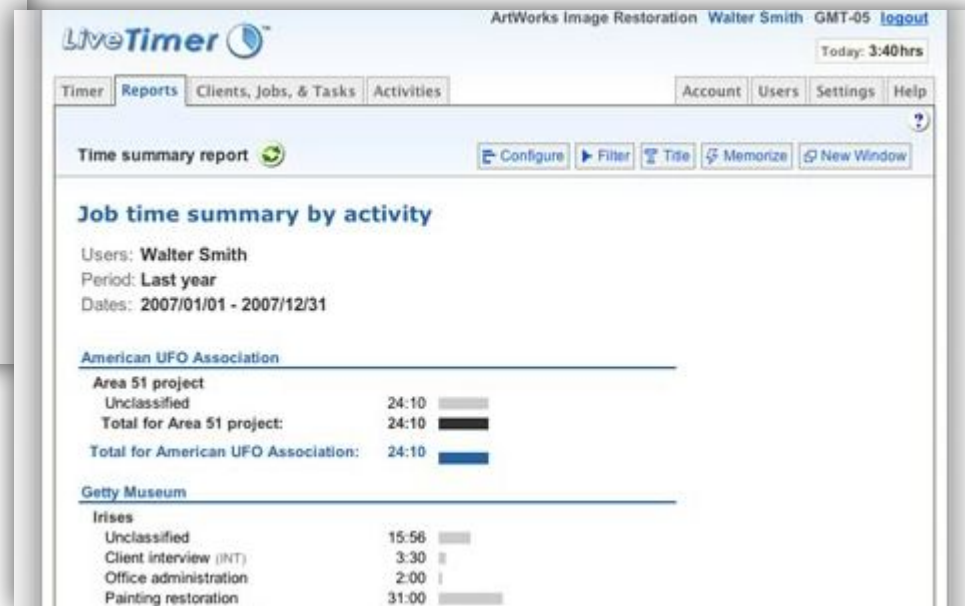 ArtWorks Image Restoration Walter Smith GMT-05 logout
LiveTimer
Today: 3:40hrs
Timer Reports Clients, Jobs, & Tasks Activities Account Users Settings Help
?
Time summary report Configure Filter Title Memorize New Window
Job time summary by activity
Users: Walter Smith
Period: Last year
Dates: 2007/01/01 - 2007/12/31
American UFO Association
Area 51 project
Unclassified 24:10
Total for Area 51 project: 24:10
Total for American UFO Association: 24:10
Getty Museum
Irises
Unclassified 15:56
Client interview (INT) 3:30
Office administration 2:00
Painting restoration 31:00